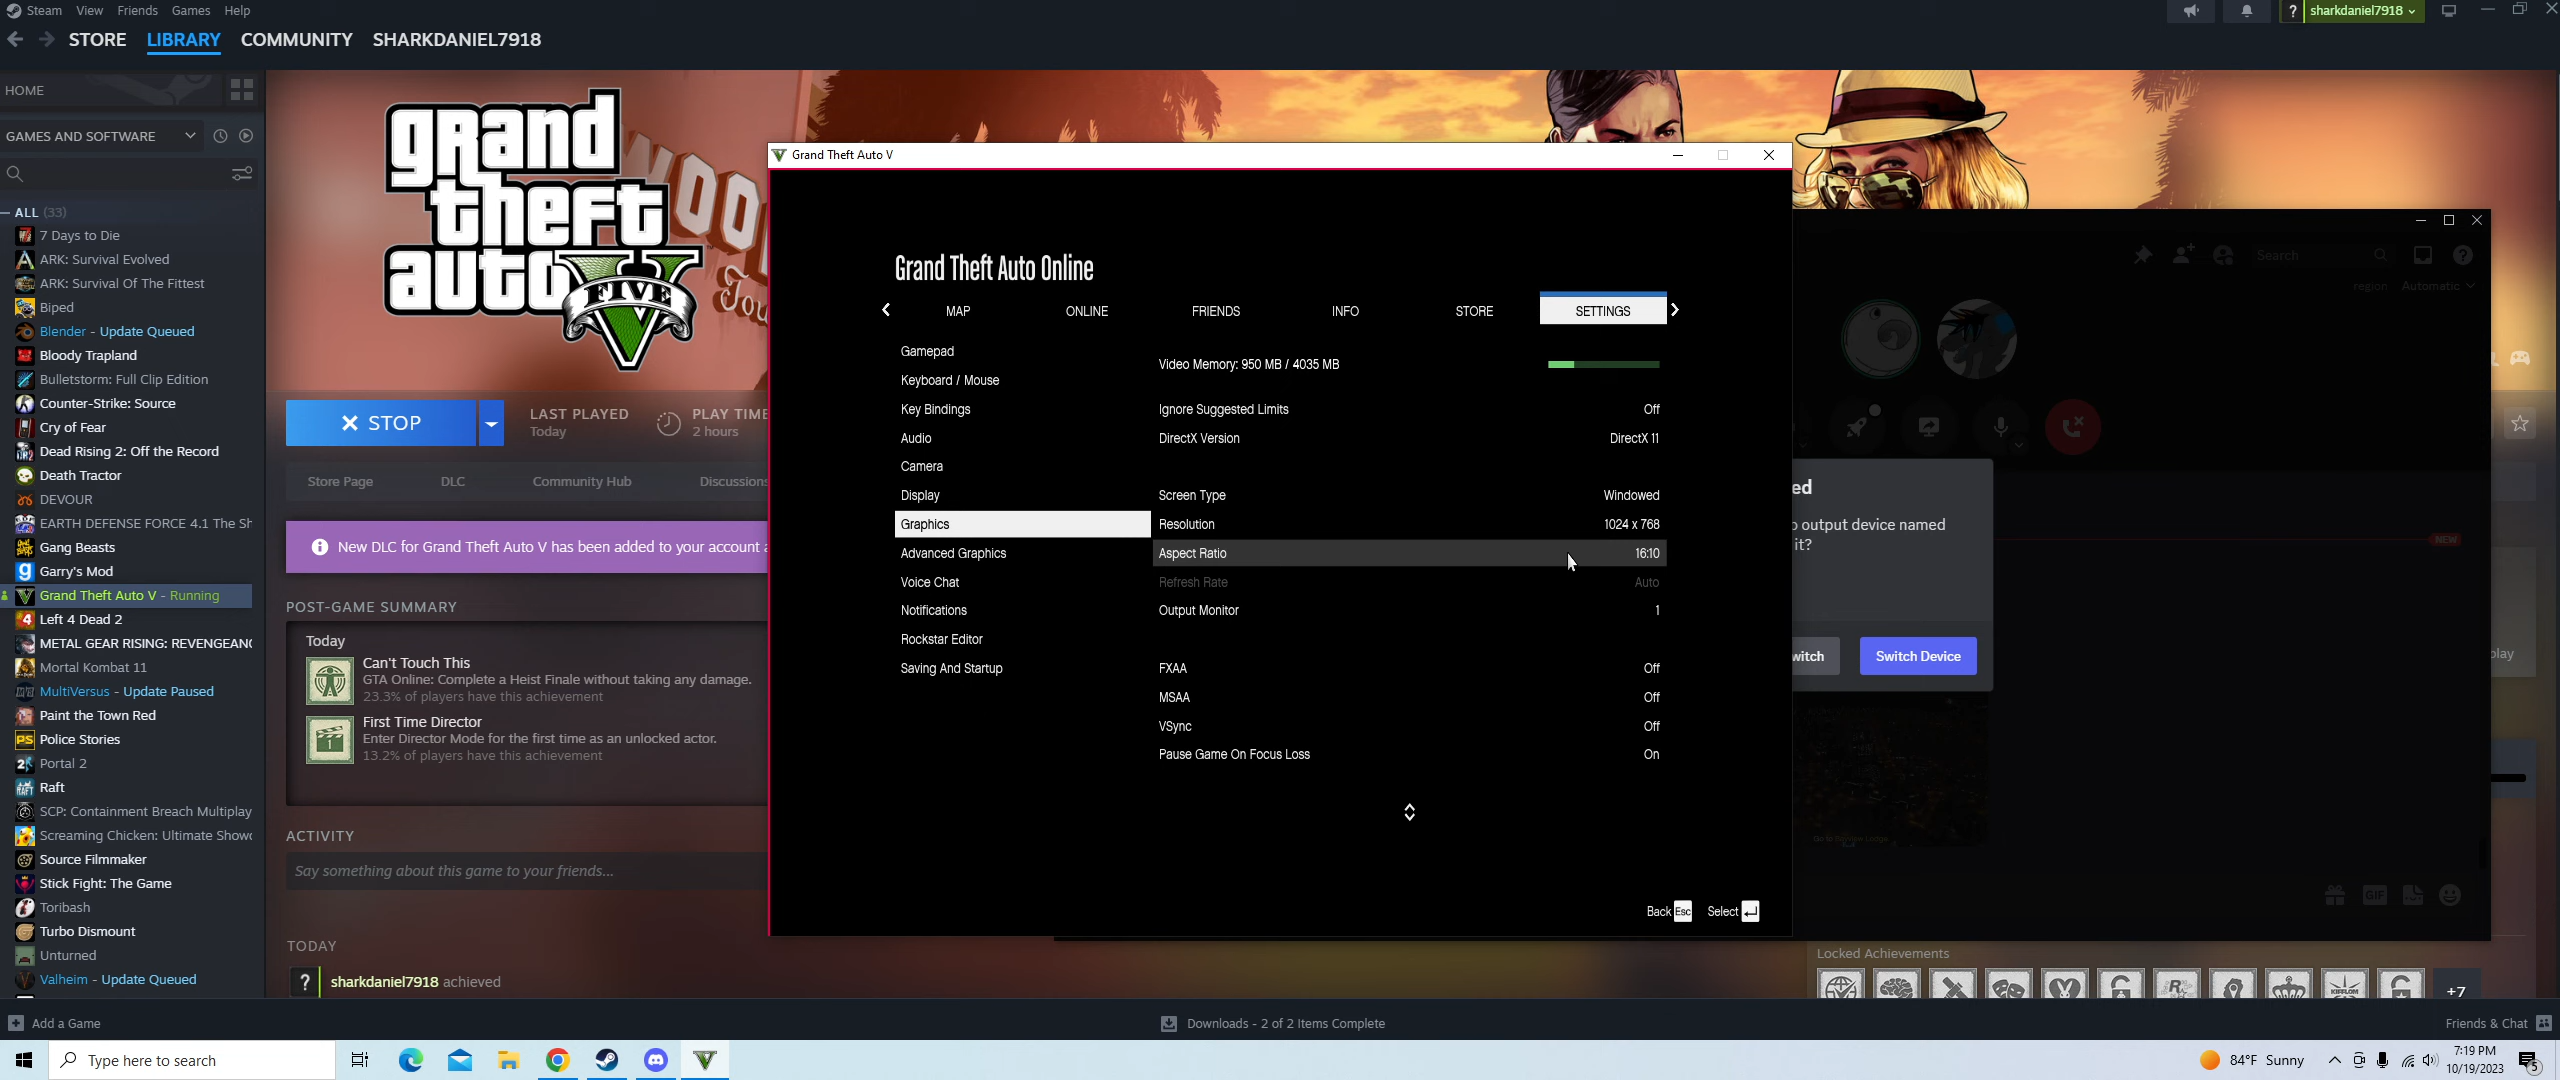 Steam View Friends Games Help
sharkdaniel7918
STORE LIBRARY COMMUNITY SHARKDANIEL7918
HOME
GAMES AND SOFTWARE
ALL (33)
7 Days to Die
ARK: Survival Evolved
ARK: Survival Of The Fittest
Biped
Blender - Update Queued
Bloody Trapland
Bulletstorm: Full Clip Edition
Counter-Strike: Source
Cry of Fear
Dead Rising 2: Off the Record
Death Tractor
DEVOUR
EARTH DEFENSE FORCE 4.1 The Sh
Gang Beasts
Garry's Mod
Grand Theft Auto V - Running
Left 4 Dead 2
METAL GEAR RISING: REVENGEAN
Mortal Kombat 11
MultiVersus - Update Paused
Paint the Town Red
Police Stories
Portal 2
Raft
SCP: Containment Breach Multiplay
Screaming Chicken: Ultimate Show
Source Filmmaker
Stick Fight: The Game
Toribash
Turbo Dismount
Unturned
Valheim - Update Queued
grand theft auto V
FIVE
STOP
LAST PLAYED
Today
PLAY TIME
2 hours
Store Page DLC Community Hub Discussions
New DLC for Grand Theft Auto V has been added to your account a
POST-GAME SUMMARY
Today
Can't Touch This
GTA Online: Complete a Heist Finale without taking any damage.
23.3% of players have this achievement
First Time Director
Enter Director Mode for the first time as an unlocked actor.
13.2% of players have this achievement
ACTIVITY
Say something about this game to your friends...
TODAY
sharkdaniel7918 achieved
Grand Theft Auto V
Grand Theft Auto Online
MAP ONLINE FRIENDS INFO STORE SETTINGS
Gamepad
Keyboard / Mouse
Key Bindings
Audio
Camera
Display
Graphics
Advanced Graphics
Voice Chat
Notifications
Rockstar Editor
Saving And Startup
Video Memory: 950 MB / 4035 MB
Ignore Suggested Limits Off
DirectX Version DirectX 11
Screen Type Windowed
Resolution 1024 x 768
Aspect Ratio 16:10
Refresh Rate Auto
Output Monitor 1
FXAA Off
MSAA Off
VSync Off
Pause Game On Focus Loss On
Back Esc Select
Search
region Automatic
ed
o output device named
it?
witch Switch Device
NEW
play
GIF
Locked Achievements
+7
Add a Game
Downloads - 2 of 2 Items Complete
Friends & Chat
Type here to search
84°F Sunny
7:19 PM
10/19/2023
5